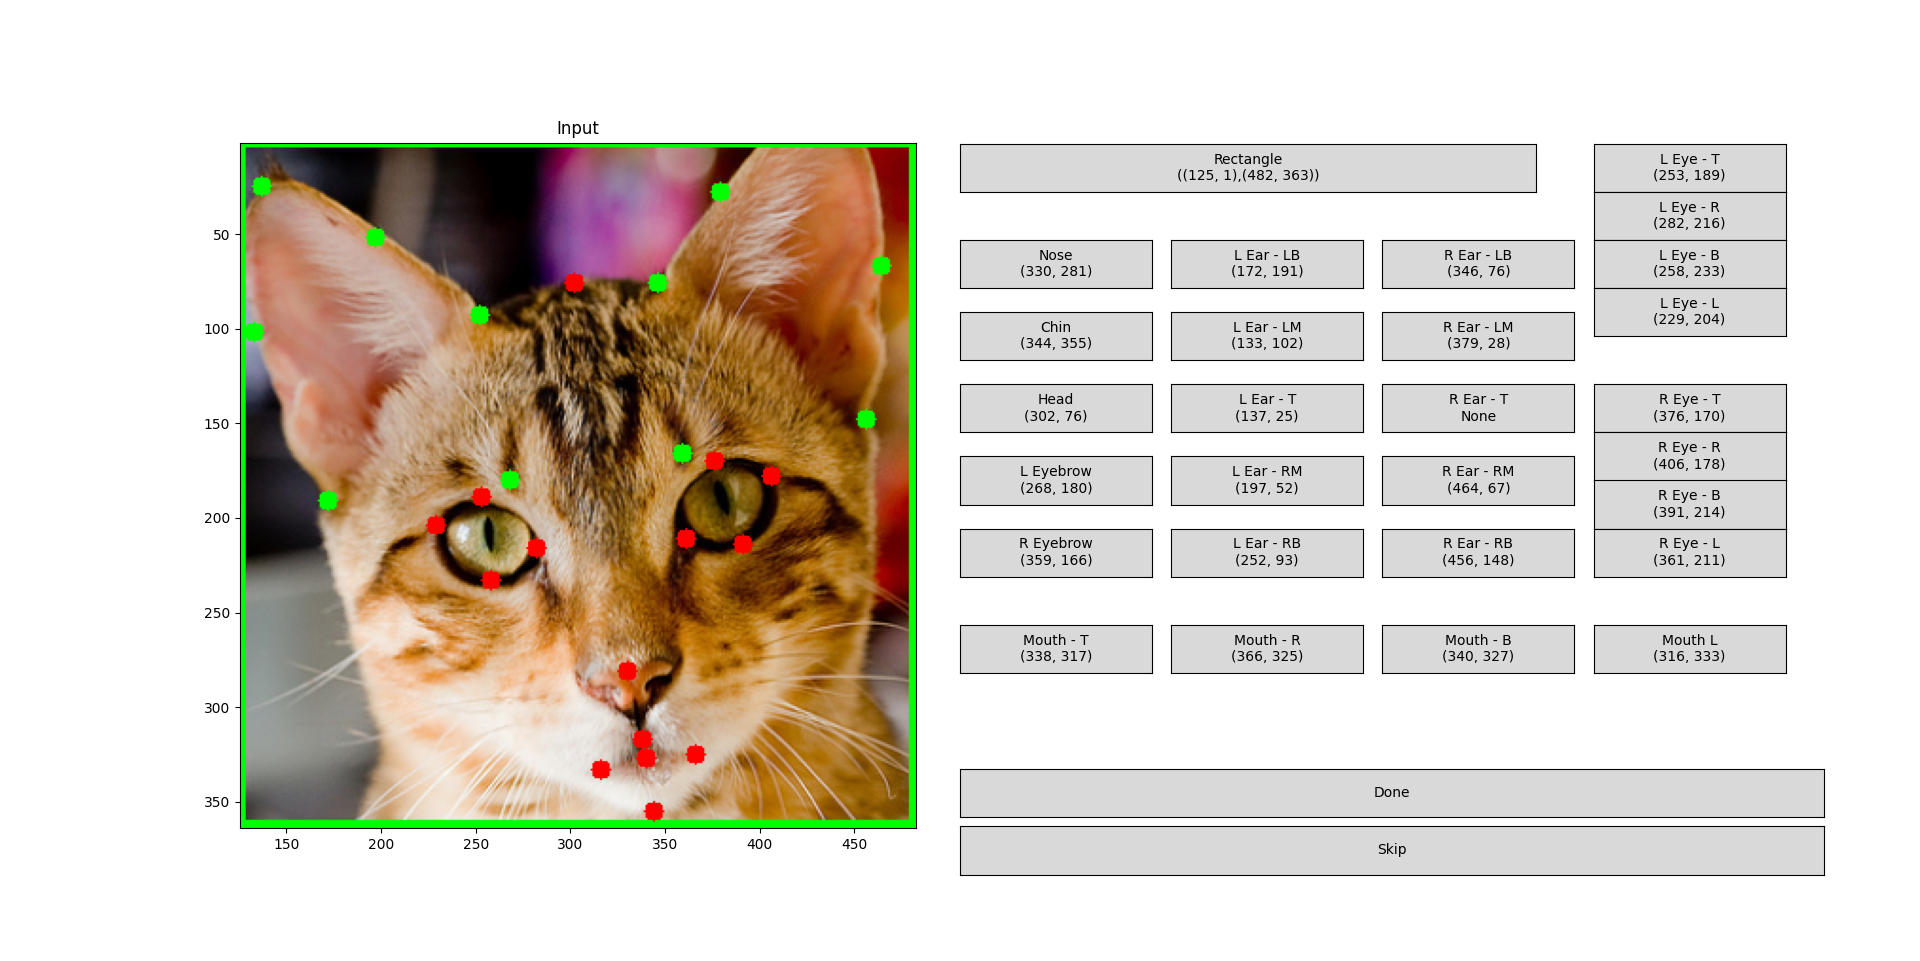 Input
50
100
150
200
250
300
350
150
200
250
300
350
400
450
Rectangle
((125, 1),(482, 363))
L Eye - T
(253, 189)
L Eye - R
(282, 216)
L Eye - B
(258, 233)
L Eye - L
(229, 204)
Nose
(330, 281)
L Ear - LB
(172, 191)
R Ear - LB
(346, 76)
Chin
(344, 355)
L Ear - LM
(133, 102)
R Ear - LM
(379, 28)
Head
(302, 76)
L Ear - T
(137, 25)
R Ear - T
None
R Eye - T
(376, 170)
L Eyebrow
(268, 180)
L Ear - RM
(197, 52)
R Ear - RM
(464, 67)
R Eye - R
(406, 178)
R Eye - B
(391, 214)
R Eyebrow
(359, 166)
L Ear - RB
(252, 93)
R Ear - RB
(456, 148)
R Eye - L
(361, 211)
Mouth - T
(338, 317)
Mouth - R
(366, 325)
Mouth - B
(340, 327)
Mouth L
(316, 333)
Done
Skip